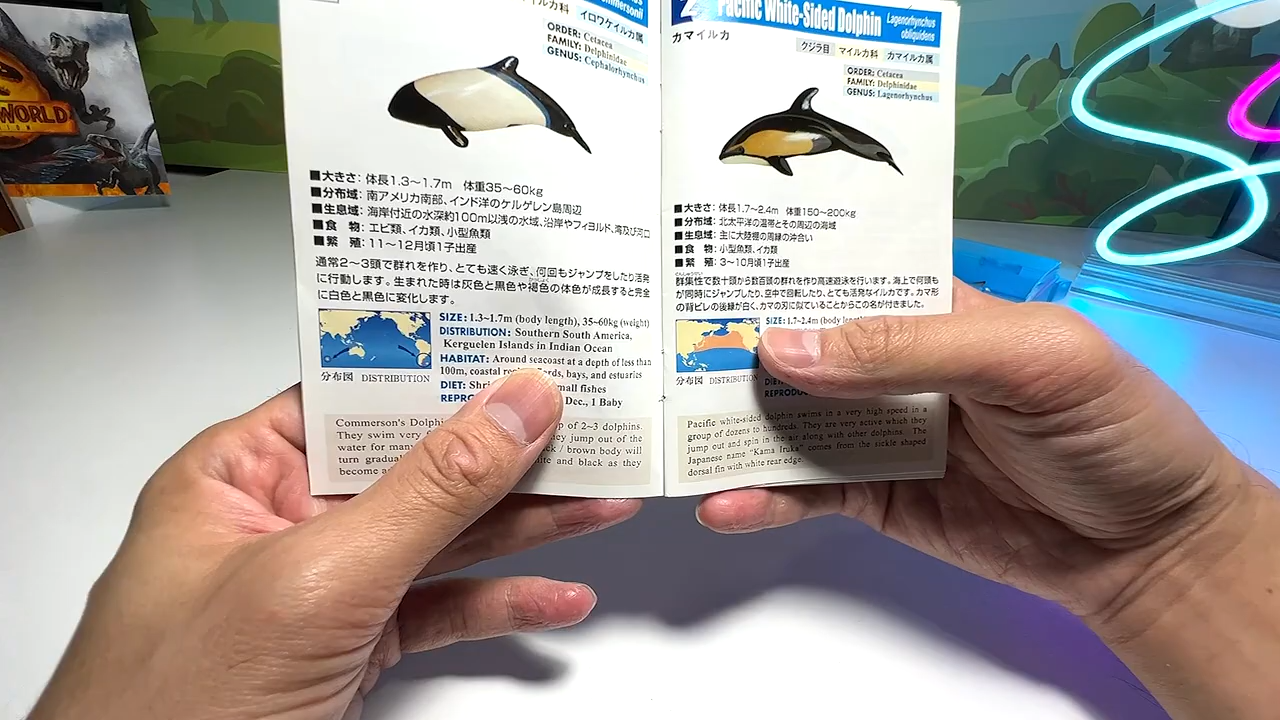 WORLD
イロワケイルカ属
ORDER: Cetacea
FAMILY: Delphinidae
GENUS: Cephalorhynchus
■大きさ: 体長1.3〜1.7m 体重35〜60kg
■分布域: 南アメリカ南部、インド洋のケルゲレン島周辺
■生息域: 海岸付近の水深約100m以浅の水域、沿岸やフィヨルド、湾及び河口
■食 物: エビ類、イカ類、小型魚類
■繁 殖: 11〜12月頃1子出産
通常2〜3頭で群れを作り、とても速く泳ぎ、何回もジャンプをしたり活発
に行動します。生まれた時は灰色と黒色や褐色の体色が成長すると完全
に白色と黒色に変化します。
SIZE: 1.3~1.7m (body length), 35~60kg (weight)
DISTRIBUTION: Southern South America,
Kerguelen Islands in Indian Ocean
HABITAT: Around seacoast at a depth of less than
100m, coastal bays, and estuaries
DIET: small fishes
Dec., 1 Baby
分布図 DISTRIBUTION
Commerson's of 2~3 dolphins.
They swim very they jump out of the
water for many brown body will
turn white and black as they
become
Pacific White-Sided Dolphin
Lagenorhynchus
obliquidens
カマイルカ
クジラ目 マイルカ科 カマイルカ属
ORDER: Cetacea
FAMILY: Delphinidae
GENUS: Lagenorhynchus
■大きさ: 体長1.7〜2.4m 体重150〜200kg
■分布域: 北太平洋の温帯とその周辺の海域
■生息域: 主に大陸棚の周縁の沖合い
■食 物: 小型魚類、イカ類
■繁 殖: 3〜10月頃1子出産
群集性で数十頭から数百頭の群れを作り高速遊泳を行います。海上で何頭も
が同時にジャンプしたり、空中で回転したり、とても活発なイルカです。カマ形
の背ビレの後縁が白く、カマの刃に似ていることからこの名が付きました。
SIZE: 1.7~2.4m (body length)
分布図 DISTRIBUTION
Pacific white-sided dolphin swims in a very high speed in a
group of dozens to hundreds. They are very active which they
jump out and spin in the air along with other dolphins. The
Japanese name “Kama Iruka” comes from the sickle shaped
dorsal fin with white rear edge.